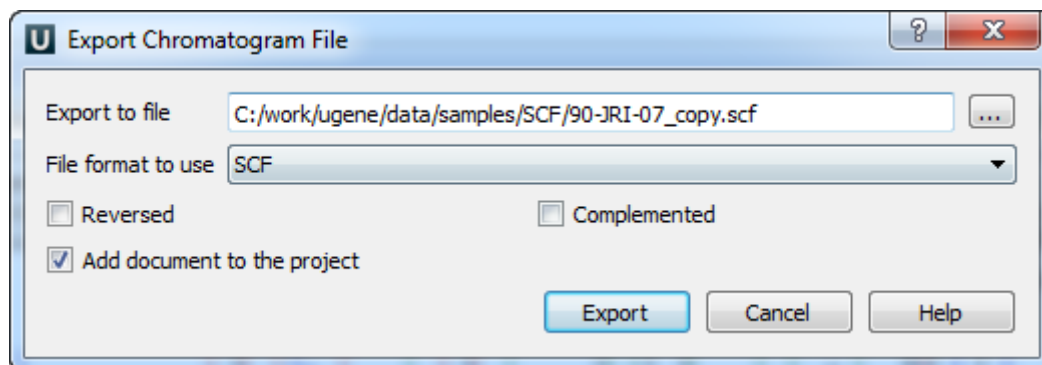 U Export Chromatogram File ? X
Export to file C:/work/ugene/data/samples/SCF/90-JRI-07_copy.scf ...
File format to use SCF
Reversed Complemented
Add document to the project
Export Cancel Help